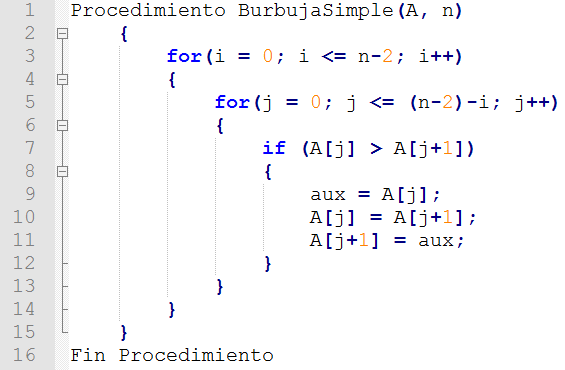 1 Procedimiento BurbujaSimple(A, n)
2 {
3 for(i = 0; i <= n-2; i++)
4 {
5 for(j = 0; j <= (n-2)-i; j++)
6 {
7 if (A[j] > A[j+1])
8 {
9 aux = A[j];
10 A[j] = A[j+1];
11 A[j+1] = aux;
12 }
13 }
14 }
15 }
16 Fin Procedimiento